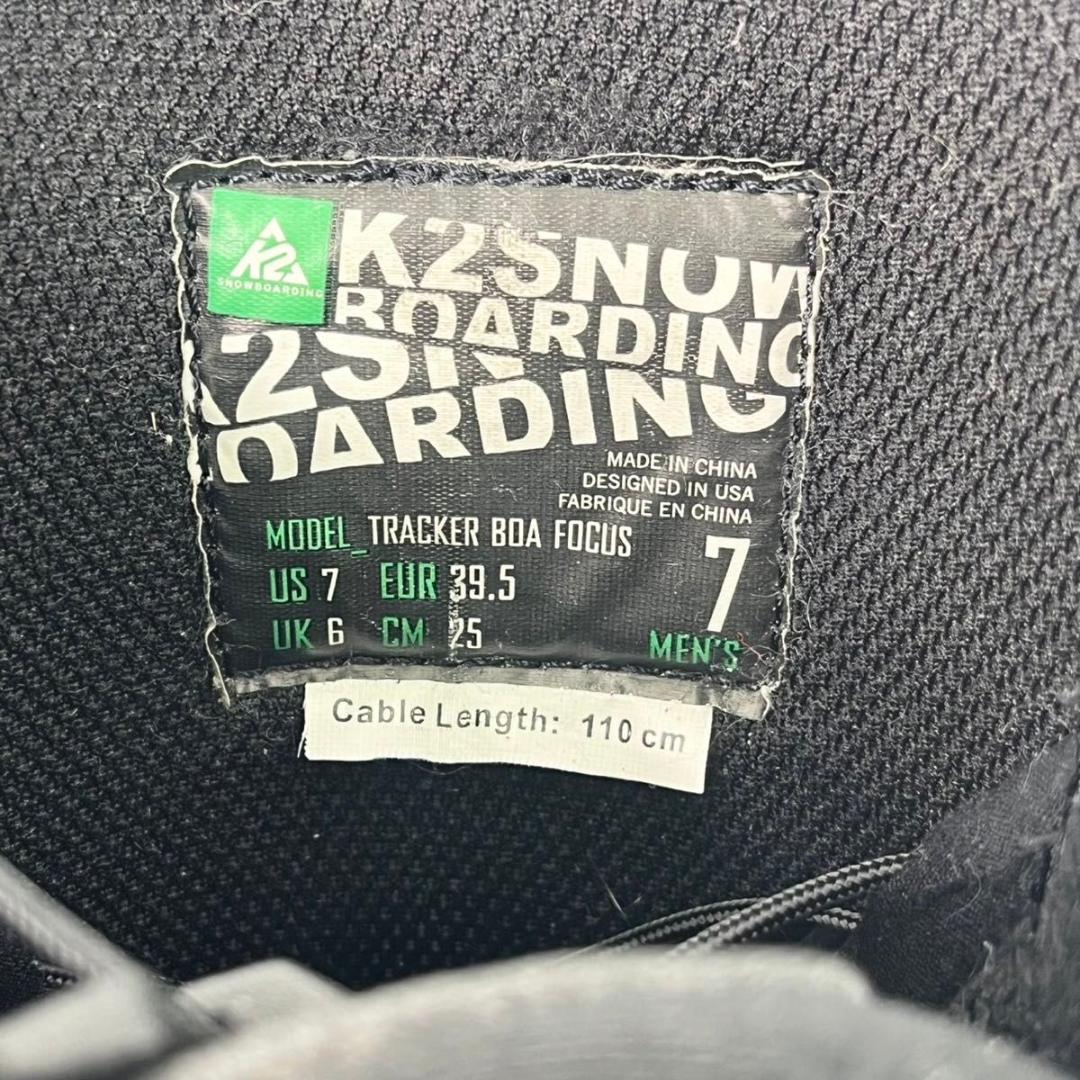 K2
SNOWBOARDING
K2SNOW
BOARDING
K2SN
BOARDING
MADE IN CHINA
DESIGNED IN USA
FABRIQUE EN CHINA
MODEL_TRACKER BOA FOCUS
US 7 EUR 39.5
7
UK 6 CM 25
MEN'S
Cable Length: 110 cm